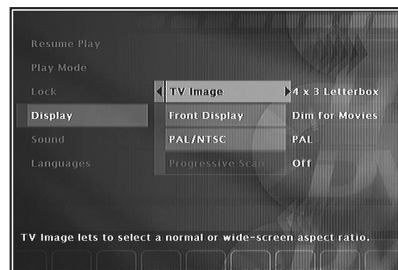 Resume Play
Play Mode
Lock
TV Image 4 x 3 Letterbox
Display Front Display Dim for Movies
Sound PAL/NTSC PAL
Languages Progressive Scan Off
TV Image lets to select a normal or wide-screen aspect ratio.